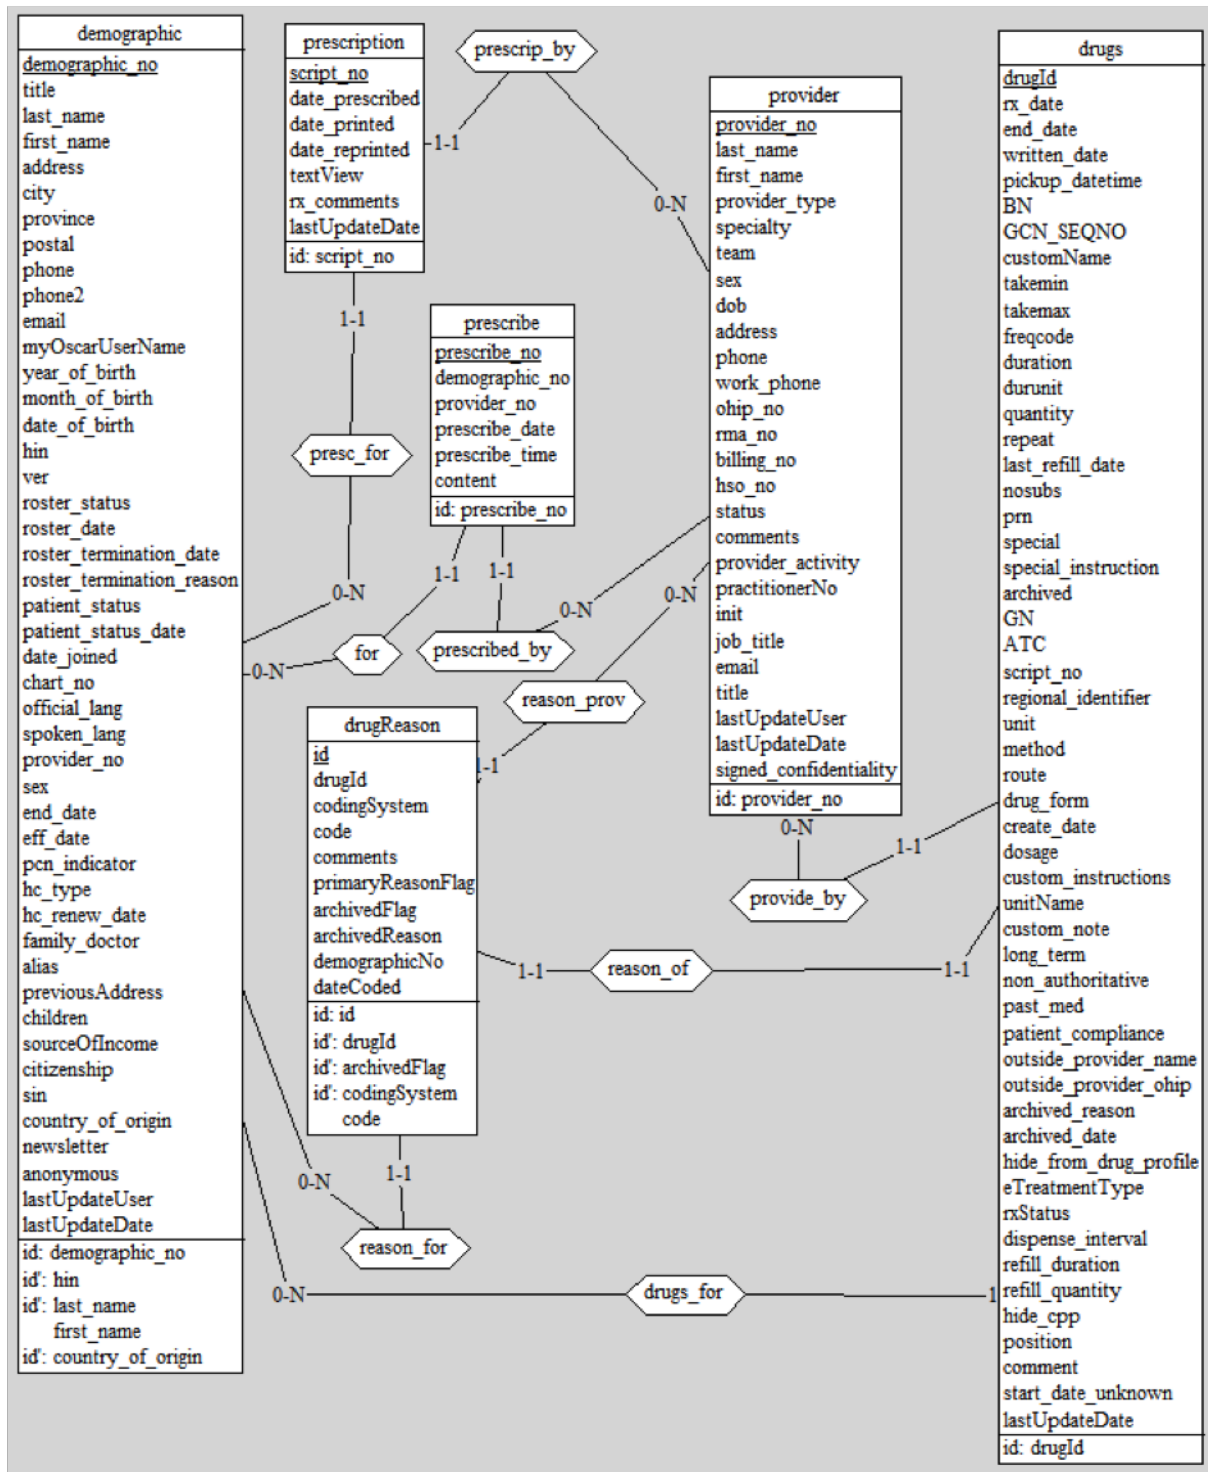 demographic
demographic_no
title
last_name
first_name
address
city
province
postal
phone
phone2
email
myOscarUserName
year_of_birth
month_of_birth
date_of_birth
hin
ver
roster_status
roster_date
roster_termination_date
roster_termination_reason
patient_status
patient_status_date
date_joined
chart_no
official_lang
spoken_lang
provider_no
sex
end_date
eff_date
pcn_indicator
hc_type
hc_renew_date
family_doctor
alias
previousAddress
children
sourceOfIncome
citizenship
sin
country_of_origin
newsletter
anonymous
lastUpdateUser
lastUpdateDate
id: demographic_no
id': hin
id': last_name
first_name
id': country_of_origin
prescription
script_no
date_prescribed
date_printed
date_reprinted
textView
rx_comments
lastUpdateDate
id: script_no
prescrip_by
1-1
0-N
1-1
presc_for
0-N
prescribe
prescribe_no
demographic_no
provider_no
prescribe_date
prescribe_time
content
id: prescribe_no
1-1
1-1
for
0-N
prescribed_by
0-N
provider
provider_no
last_name
first_name
provider_type
specialty
team
sex
dob
address
phone
work_phone
ohip_no
rma_no
billing_no
hso_no
status
comments
provider_activity
practitionerNo
init
job_title
email
title
lastUpdateUser
lastUpdateDate
signed_confidentiality
id: provider_no
0-N
reason_prov
1-1
drugReason
id
drugId
codingSystem
code
comments
primaryReasonFlag
archivedFlag
archivedReason
demographicNo
dateCoded
id: id
id': drugId
id': archivedFlag
id': codingSystem
code
0-N
1-1
provide_by
1-1
reason_of
1-1
1-1
0-N
reason_for
0-N
drugs_for
1
drugs
drugId
rx_date
end_date
written_date
pickup_datetime
BN
GCN_SEQNO
customName
takemin
takemax
freqcode
duration
durunit
quantity
repeat
last_refill_date
nosubs
prn
special
special_instruction
archived
GN
ATC
script_no
regional_identifier
unit
method
route
drug_form
create_date
dosage
custom_instructions
unitName
custom_note
long_term
non_authoritative
past_med
patient_compliance
outside_provider_name
outside_provider_ohip
archived_reason
archived_date
hide_from_drug_profile
eTreatmentType
rxStatus
dispense_interval
refill_duration
refill_quantity
hide_cpp
position
comment
start_date_unknown
lastUpdateDate
id: drugId